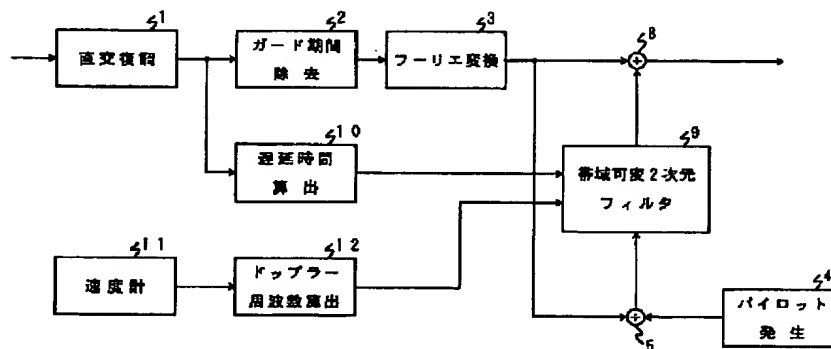 1
直交復調
2
ガード期間
除去
3
フーリエ変換
8
10
遅延時間
算出
9
帯域可変2次元
フィルタ
11
速度計
12
ドップラー
周波数算出
4
パイロット
発生
5